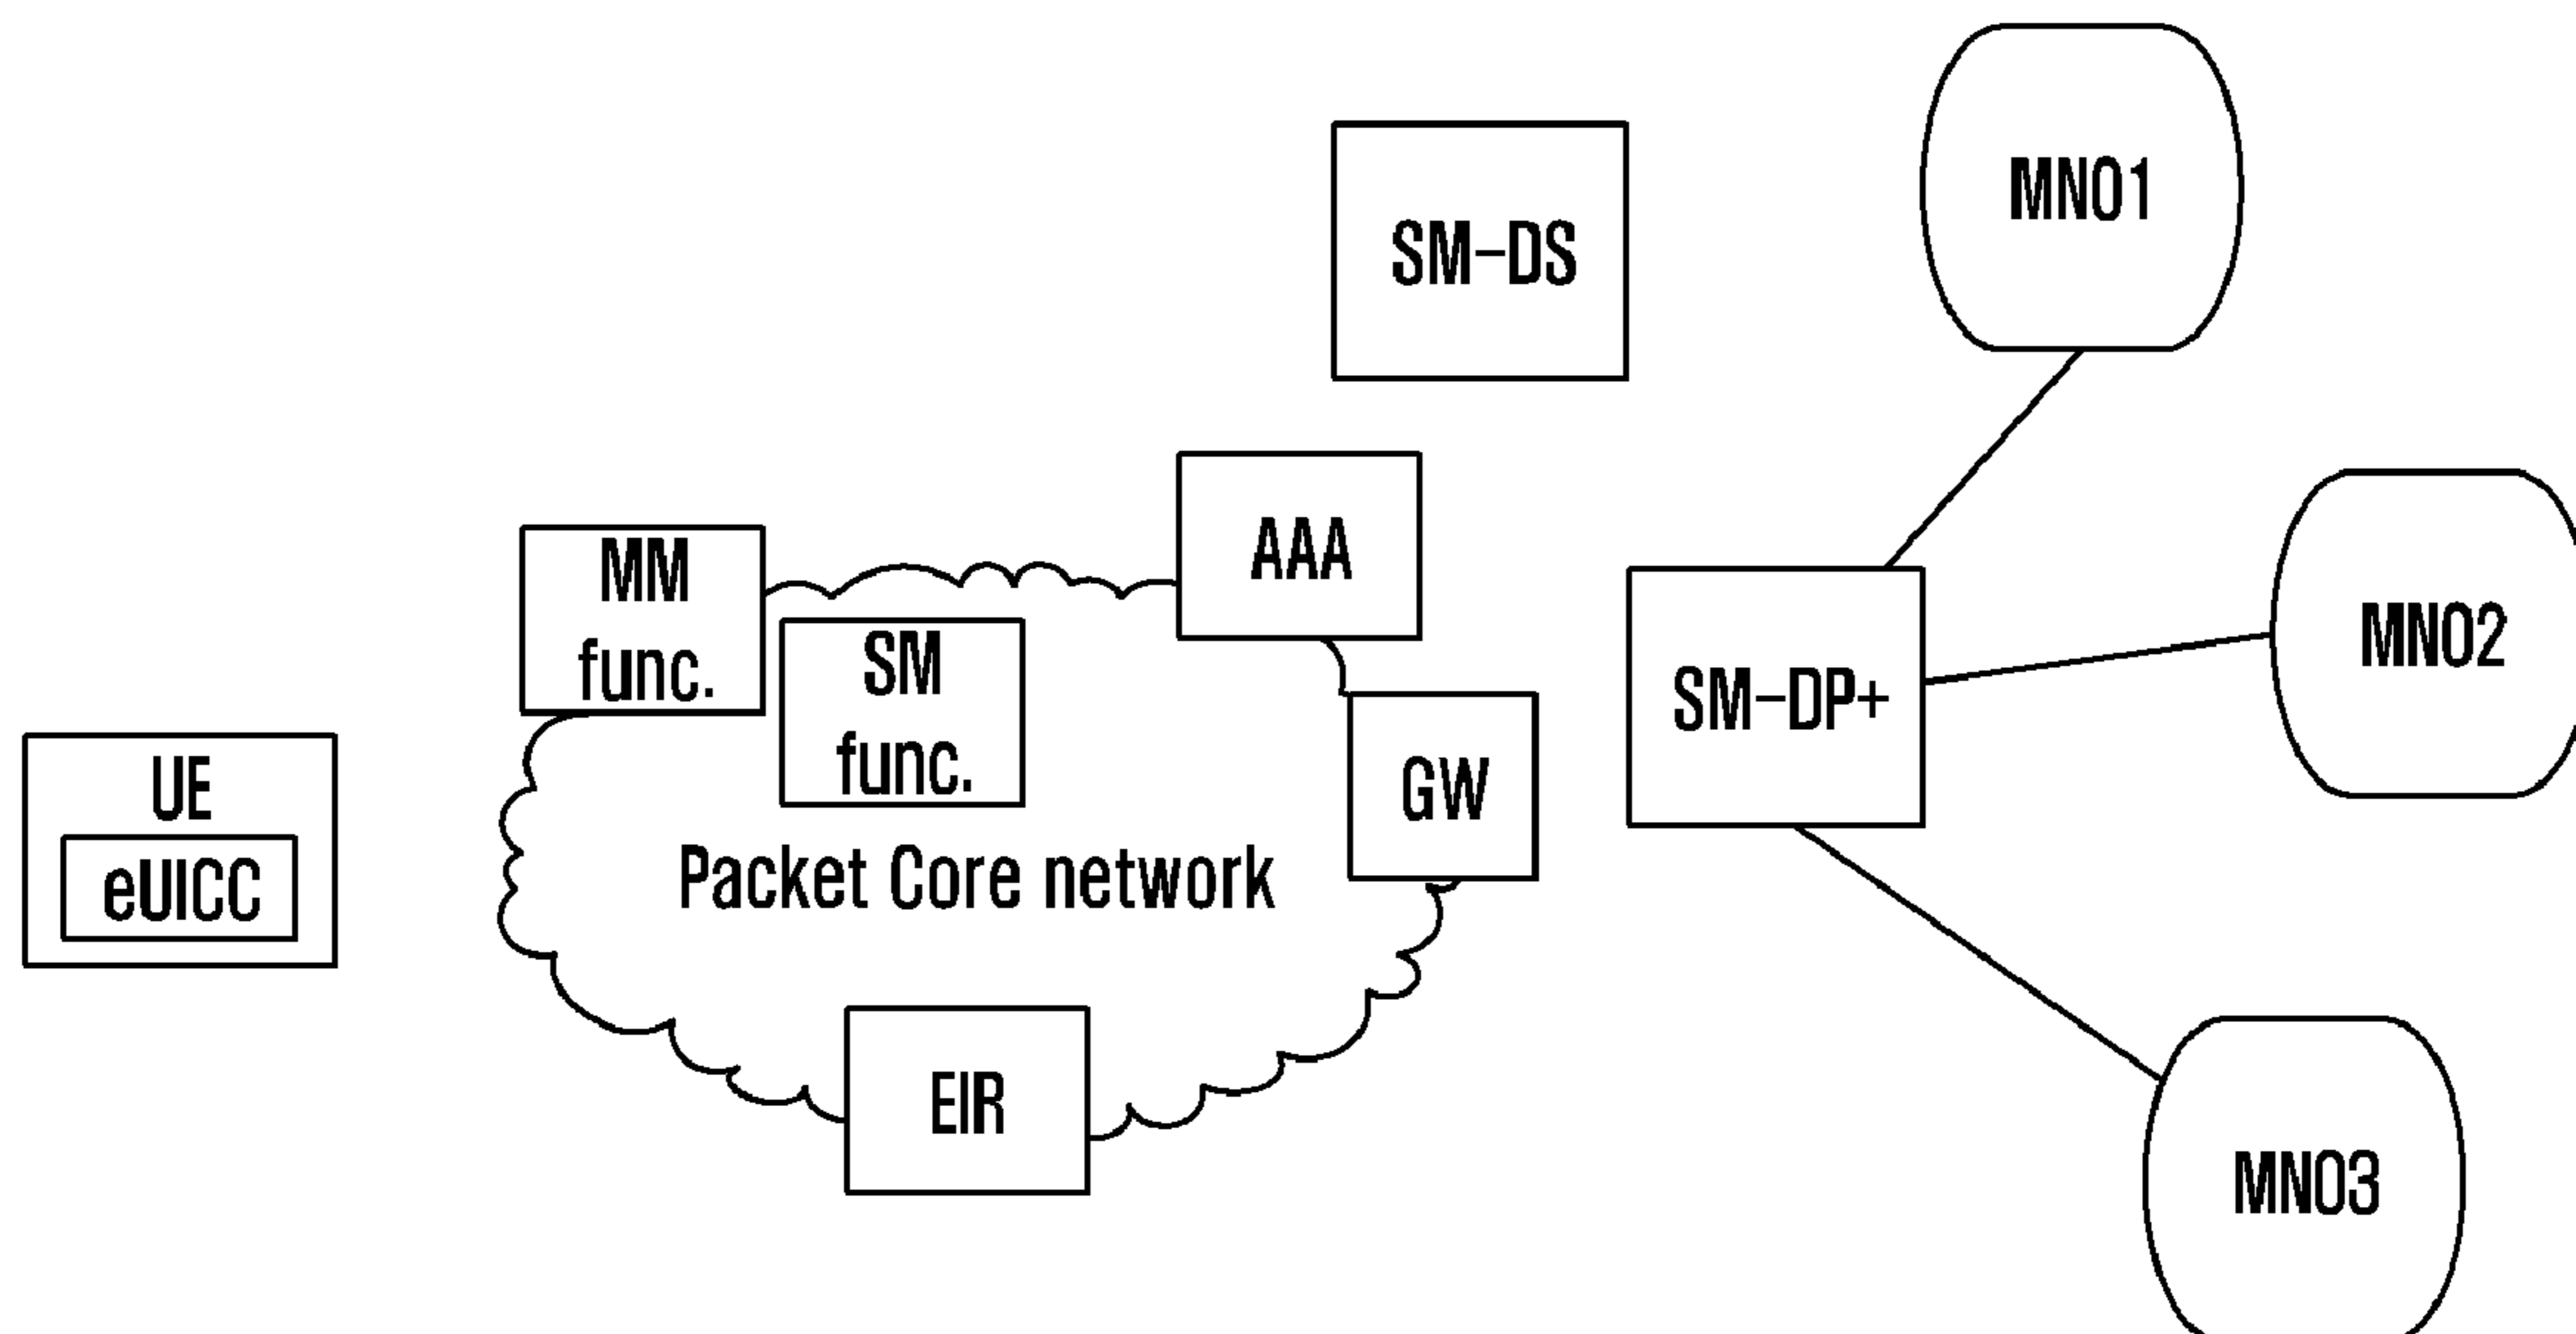 MNO1
SM-DS
AAA
MM
func.
SM
func.
MNO2
SM-DP+
UE
eUICC
GW
Packet Core network
EIR
MNO3